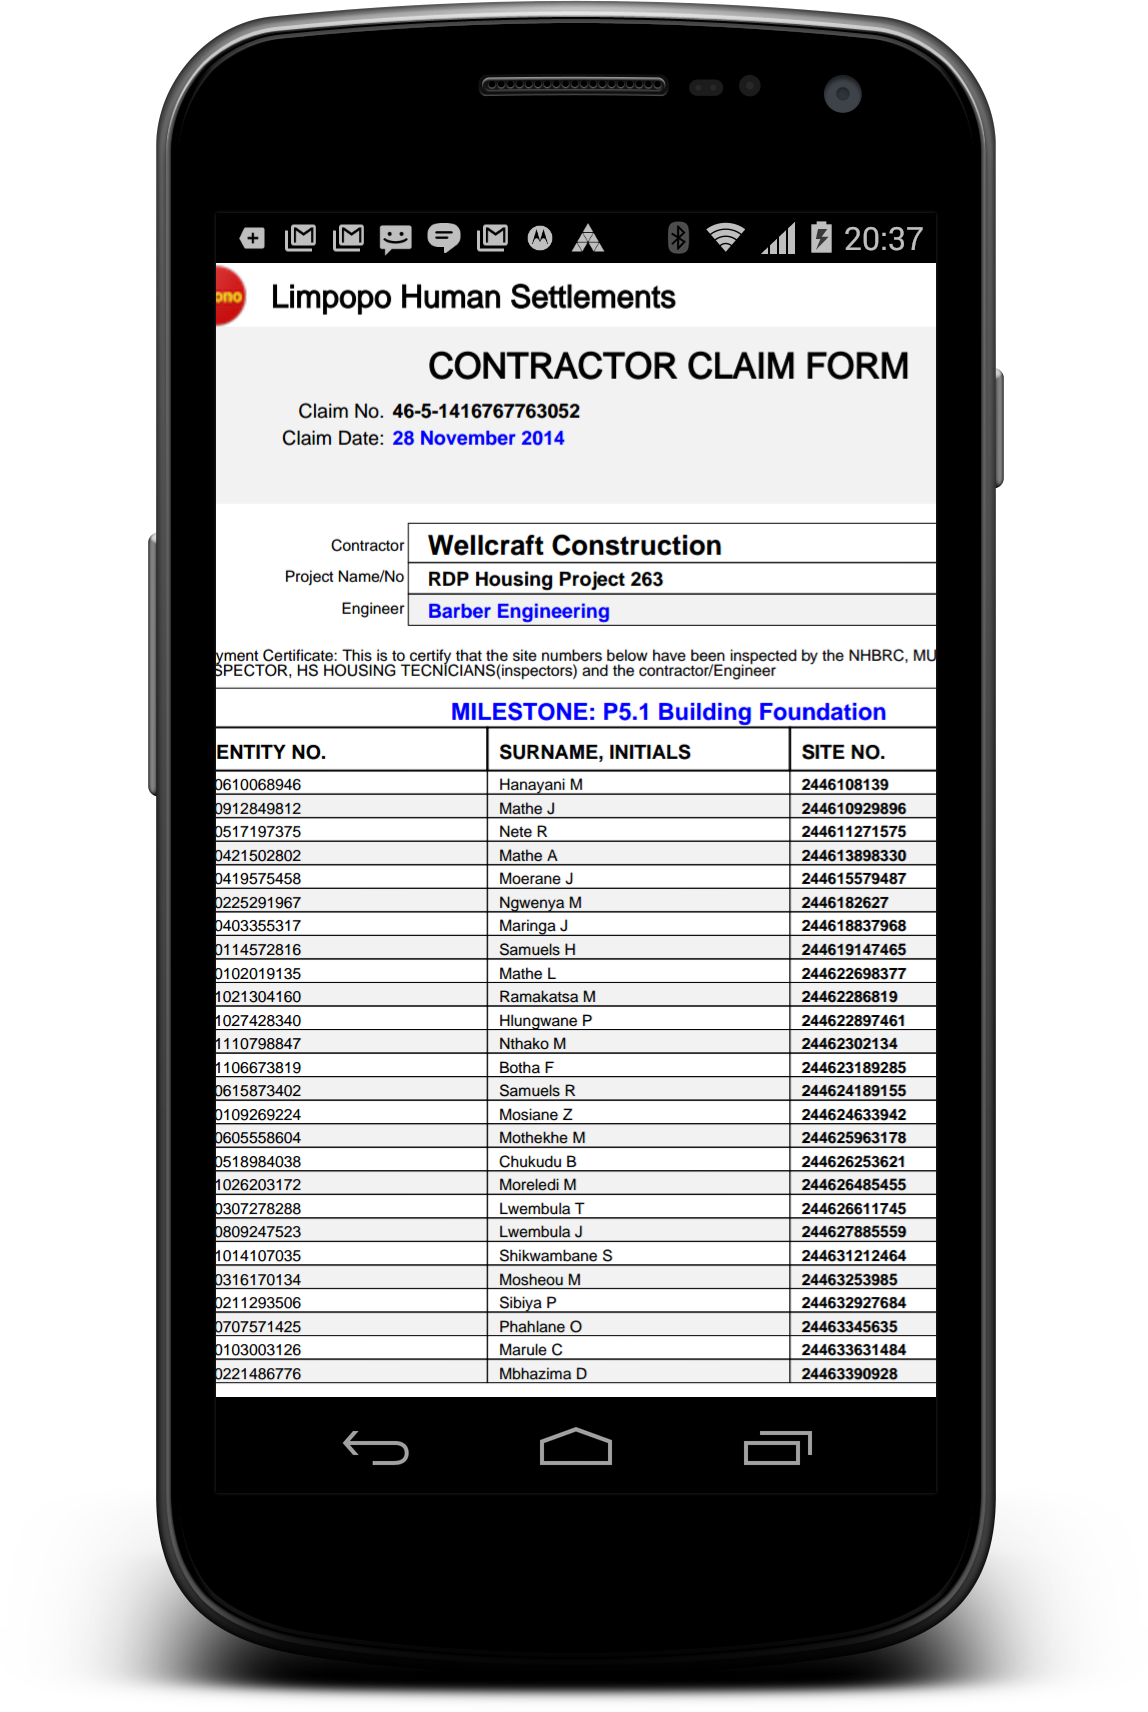 20:37
ono
Limpopo Human Settlements
CONTRACTOR CLAIM FORM
Claim No. 46-5-1416767763052
Claim Date: 28 November 2014
Contractor Wellcraft Construction
Project Name/No RDP Housing Project 263
Engineer Barber Engineering
yment Certificate: This is to certify that the site numbers below have been inspected by the NHBRC, MU
SPECTOR, HS HOUSING TECNICIANS(inspectors) and the contractor/Engineer
MILESTONE: P5.1 Building Foundation
ENTITY NO. SURNAME, INITIALS SITE NO.
0610068946 Hanayani M 2446108139
0912849812 Mathe J 244610929896
0517197375 Nete R 244611271575
0421502802 Mathe A 244613898330
0419575458 Moerane J 244615579487
0225291967 Ngwenya M 2446182627
0403355317 Maringa J 244618837968
0114572816 Samuels H 244619147465
0102019135 Mathe L 244622698377
1021304160 Ramakatsa M 24462286819
1027428340 Hlungwane P 244622897461
1110798847 Nthako M 24462302134
1106673819 Botha F 244623189285
0615873402 Samuels R 244624189155
0109269224 Mosiane Z 244624633942
0605558604 Mothekhe M 244625963178
0518984038 Chukudu B 244626253621
1026203172 Moreledi M 244626485455
0307278288 Lwembula T 244626611745
0809247523 Lwembula J 244627885559
1014107035 Shikwambane S 244631212464
0316170134 Mosheou M 24463253985
0211293506 Sibiya P 244632927684
0707571425 Phahlane O 24463345635
0103003126 Marule C 244633631484
0221486776 Mbhazima D 24463390928